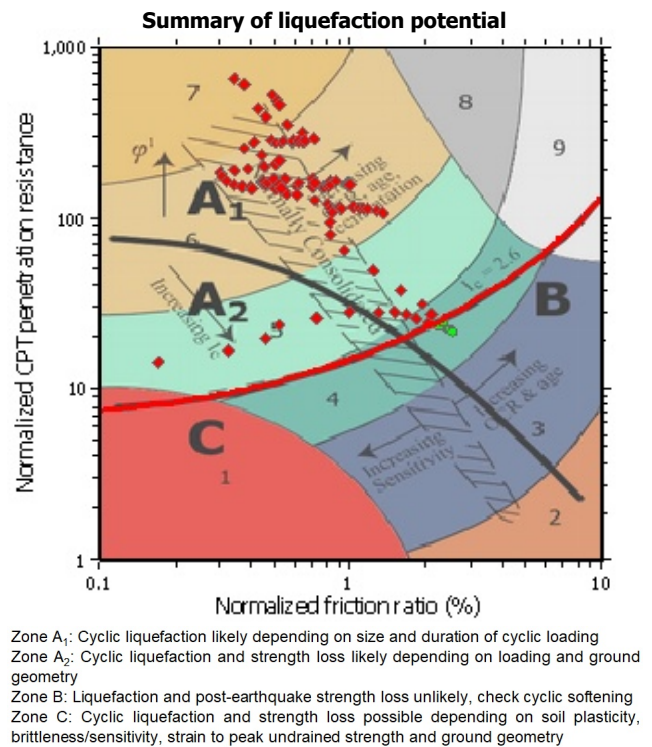 Summary of liquefaction potential
1,000
7
8
9
φ'
Increasing
OCR, age,
cementation
A1
100
6
Normally Consolidated
Ic = 2.6
A2
B
Increasing Ic
5
10
4
Increasing
OCR & age
C
3
Increasing
Sensitivity
1
2
1
0.1
1
10
Normalized CPT penetration resistance
Normalized friction ratio (%)
Zone A1: Cyclic liquefaction likely depending on size and duration of cyclic loading
Zone A2: Cyclic liquefaction and strength loss likely depending on loading and ground
geometry
Zone B: Liquefaction and post-earthquake strength loss unlikely, check cyclic softening
Zone C: Cyclic liquefaction and strength loss possible depending on soil plasticity,
brittleness/sensitivity, strain to peak undrained strength and ground geometry